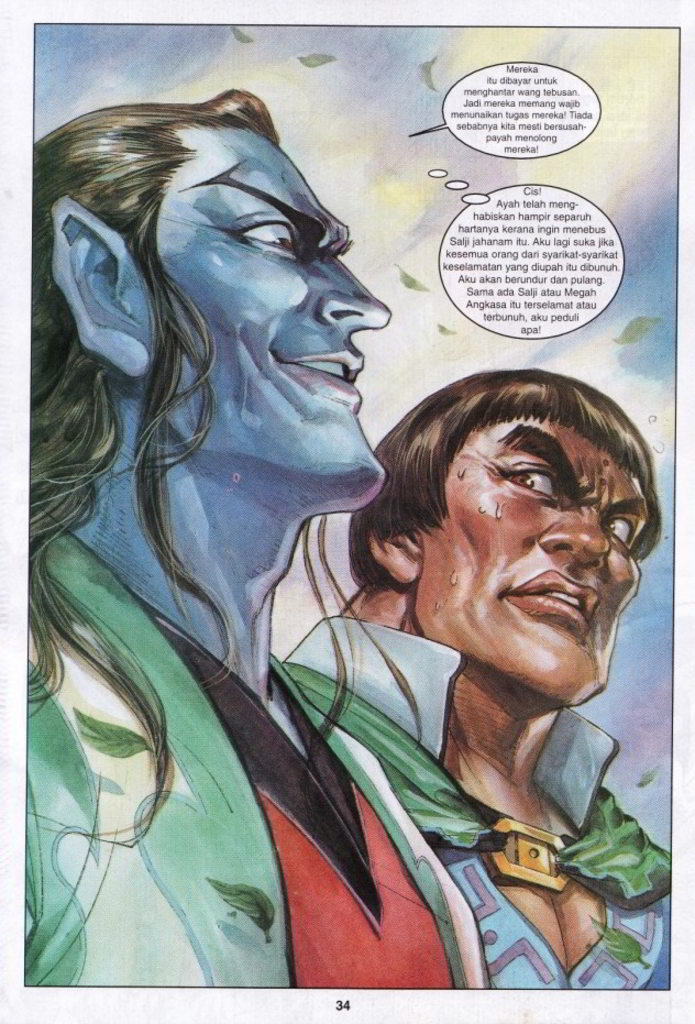 Mereka
itu dibayar untuk
menghantar wang tebusan.
Jadi mereka memang wajib
menunaikan tugas mereka! Tiada
sebabnya kita mesti bersusah-
payah menolong
mereka!
Cis!
Ayah telah meng-
habiskan hampir separuh
hartanya kerana ingin menebus
Salji jahanam itu. Aku lagi suka jika
kesemua orang dari syarikat-syarikat
keselamatan yang diupah itu dibunuh.
Aku akan berundur dan pulang.
Sama ada Salji atau Megah
Angkasa itu terselamat atau
terbunuh, aku peduli
apa!
34